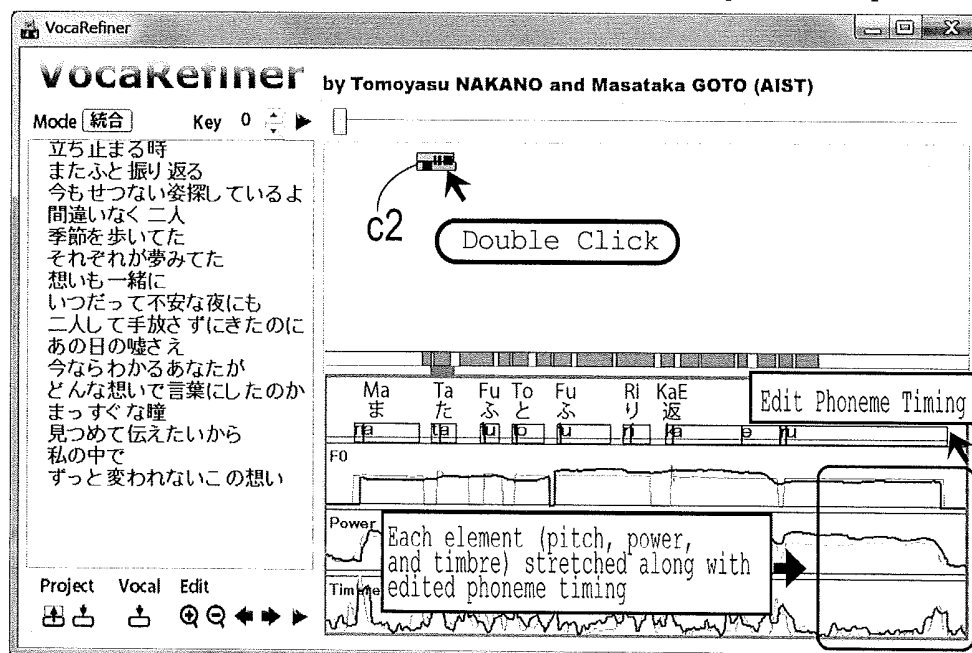 VocaRefiner
VocaRefiner by Tomoyasu NAKANO and Masataka GOTO (AIST)
Mode 統合 Key 0
立ち止まる時
またふと振り返る
今もせつない姿探しているよ
間違いなく二人
季節を歩いてた
それぞれが夢みてた
想いも一緒に
いつだって不安な夜にも
二人して手放さずにきたのに
あの日の嘘さえ
今ならわかるあなたが
どんな想いで言葉にしたのか
まっすぐな瞳
見つめて伝えたいから
私の中で
ずっと変われないこの想い
Project Vocal Edit
c2
Double Click
Ma Ta Fu To Fu Ri KaE
ま た ふ と ふ り 返
Edit Phoneme Timing
ta to e
F0
Power
Each element (pitch, power,
and timbre) stretched along with
edited phoneme timing